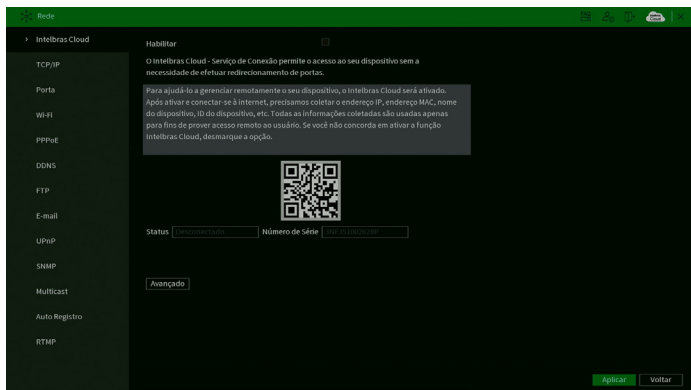 Rede
Intelbras Cloud
TCP/IP
Porta
Wi-Fi
PPPoE
DDNS
FTP
E-mail
UPnP
SNMP
Multicast
Auto Registro
RTMP
Habilitar
O Intelbras Cloud - Serviço de Conexão permite o acesso ao seu dispositivo sem a
necessidade de efetuar redirecionamento de portas.
Para ajudá-lo a gerenciar remotamente o seu dispositivo, o Intelbras Cloud será ativado.
Após ativar e conectar-se à internet, precisamos coletar o endereço IP, endereço MAC, nome
do dispositivo, ID do dispositivo, etc. Todas as informações coletadas são usadas apenas
para fins de prover acesso remoto ao usuário. Se você não concorda em ativar a função
Intelbras Cloud, desmarque a opção.
Status Desconectado Número de Série
Avançado
Aplicar Voltar